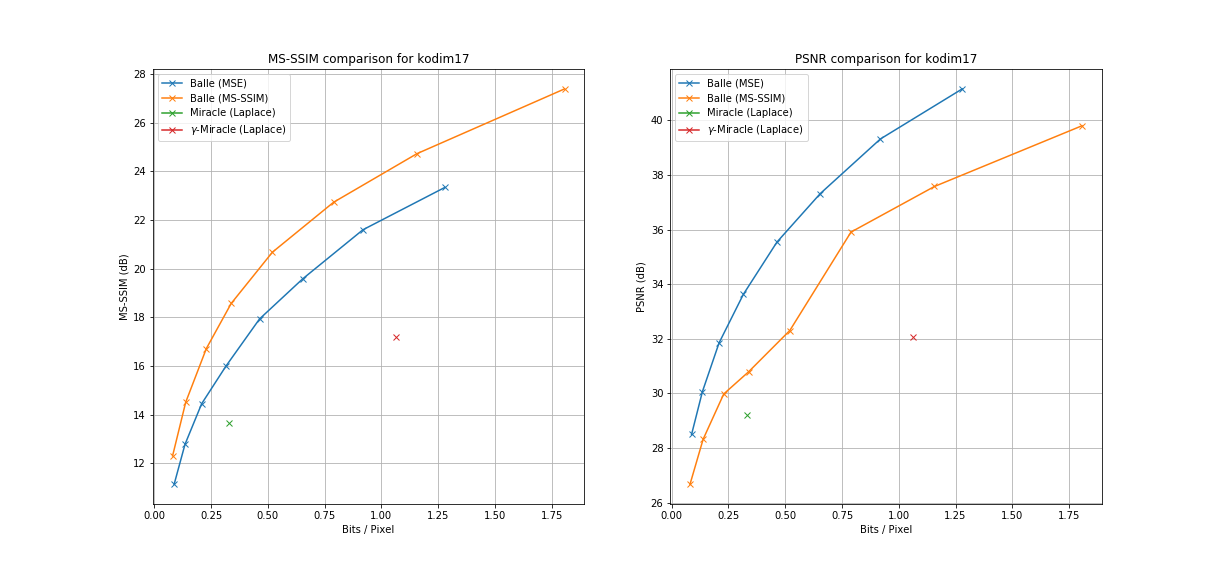 MS-SSIM comparison for kodim17
Balle (MSE)
Balle (MS-SSIM)
Miracle (Laplace)
γ-Miracle (Laplace)
28
26
24
22
20
18
16
14
12
MS-SSIM (dB)
0.00 0.25 0.50 0.75 1.00 1.25 1.50 1.75
Bits / Pixel
PSNR comparison for kodim17
Balle (MSE)
Balle (MS-SSIM)
Miracle (Laplace)
γ-Miracle (Laplace)
40
38
36
34
32
30
28
26
PSNR (dB)
0.00 0.25 0.50 0.75 1.00 1.25 1.50 1.75
Bits / Pixel